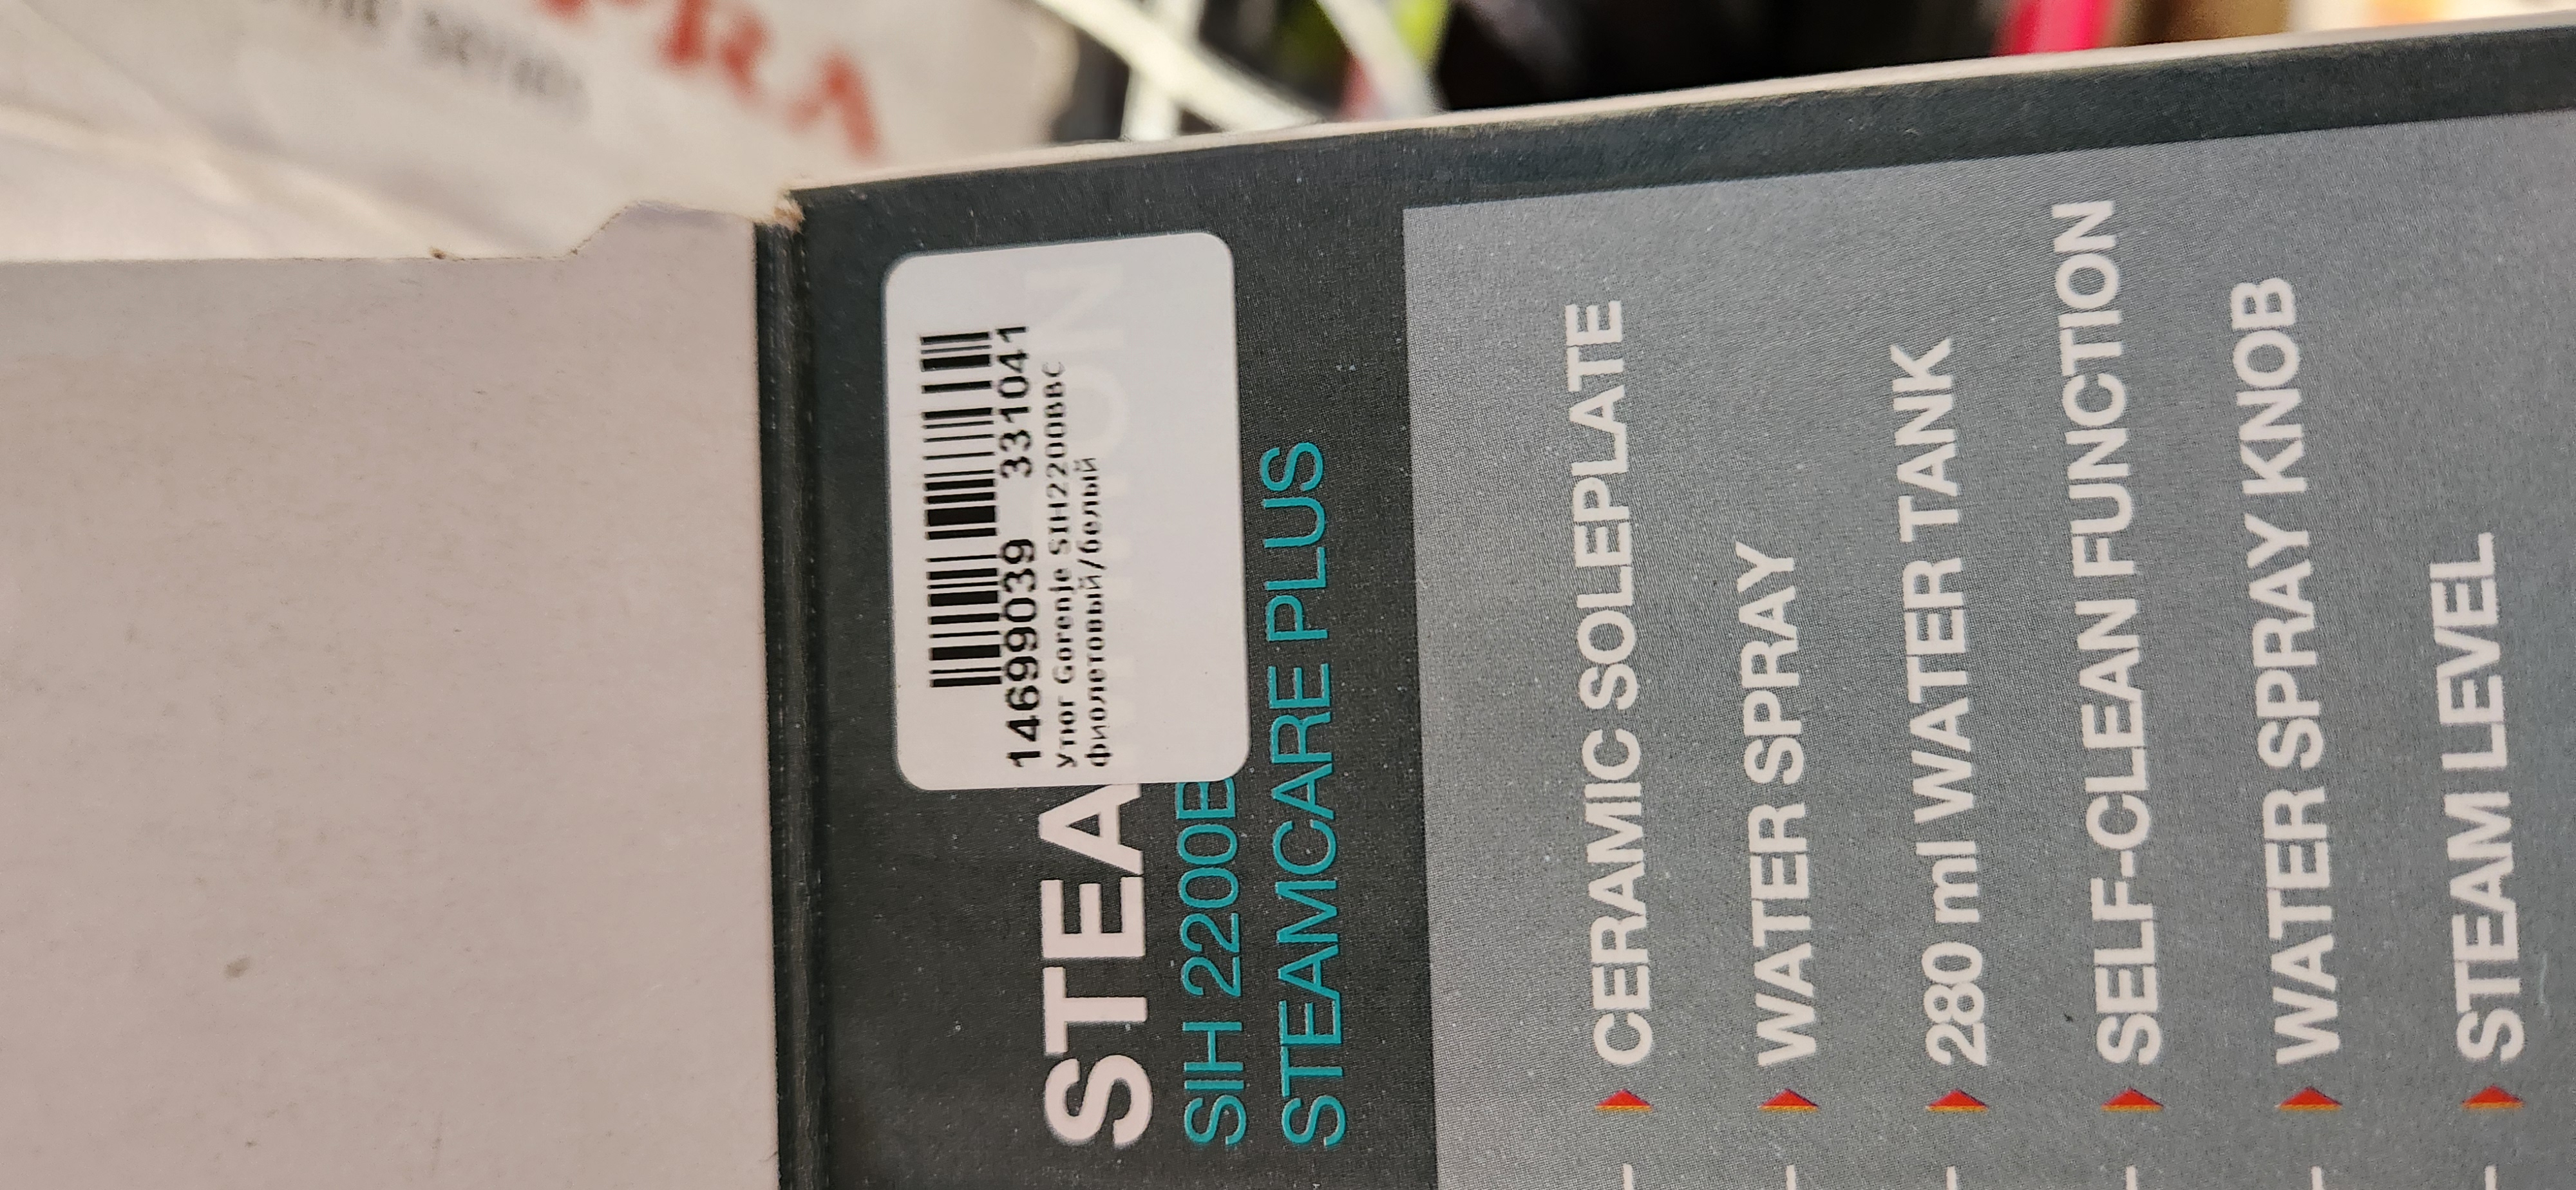 14699039 331041
Утюг Gorenje SIH2200BBC
фиолетовый/белый
STEA
SIH 2200B
STEAMCARE PLUS
CERAMIC SOLEPLATE
WATER SPRAY
280 ml WATER TANK
SELF-CLEAN FUNCTION
WATER SPRAY KNOB
STEAM LEVEL